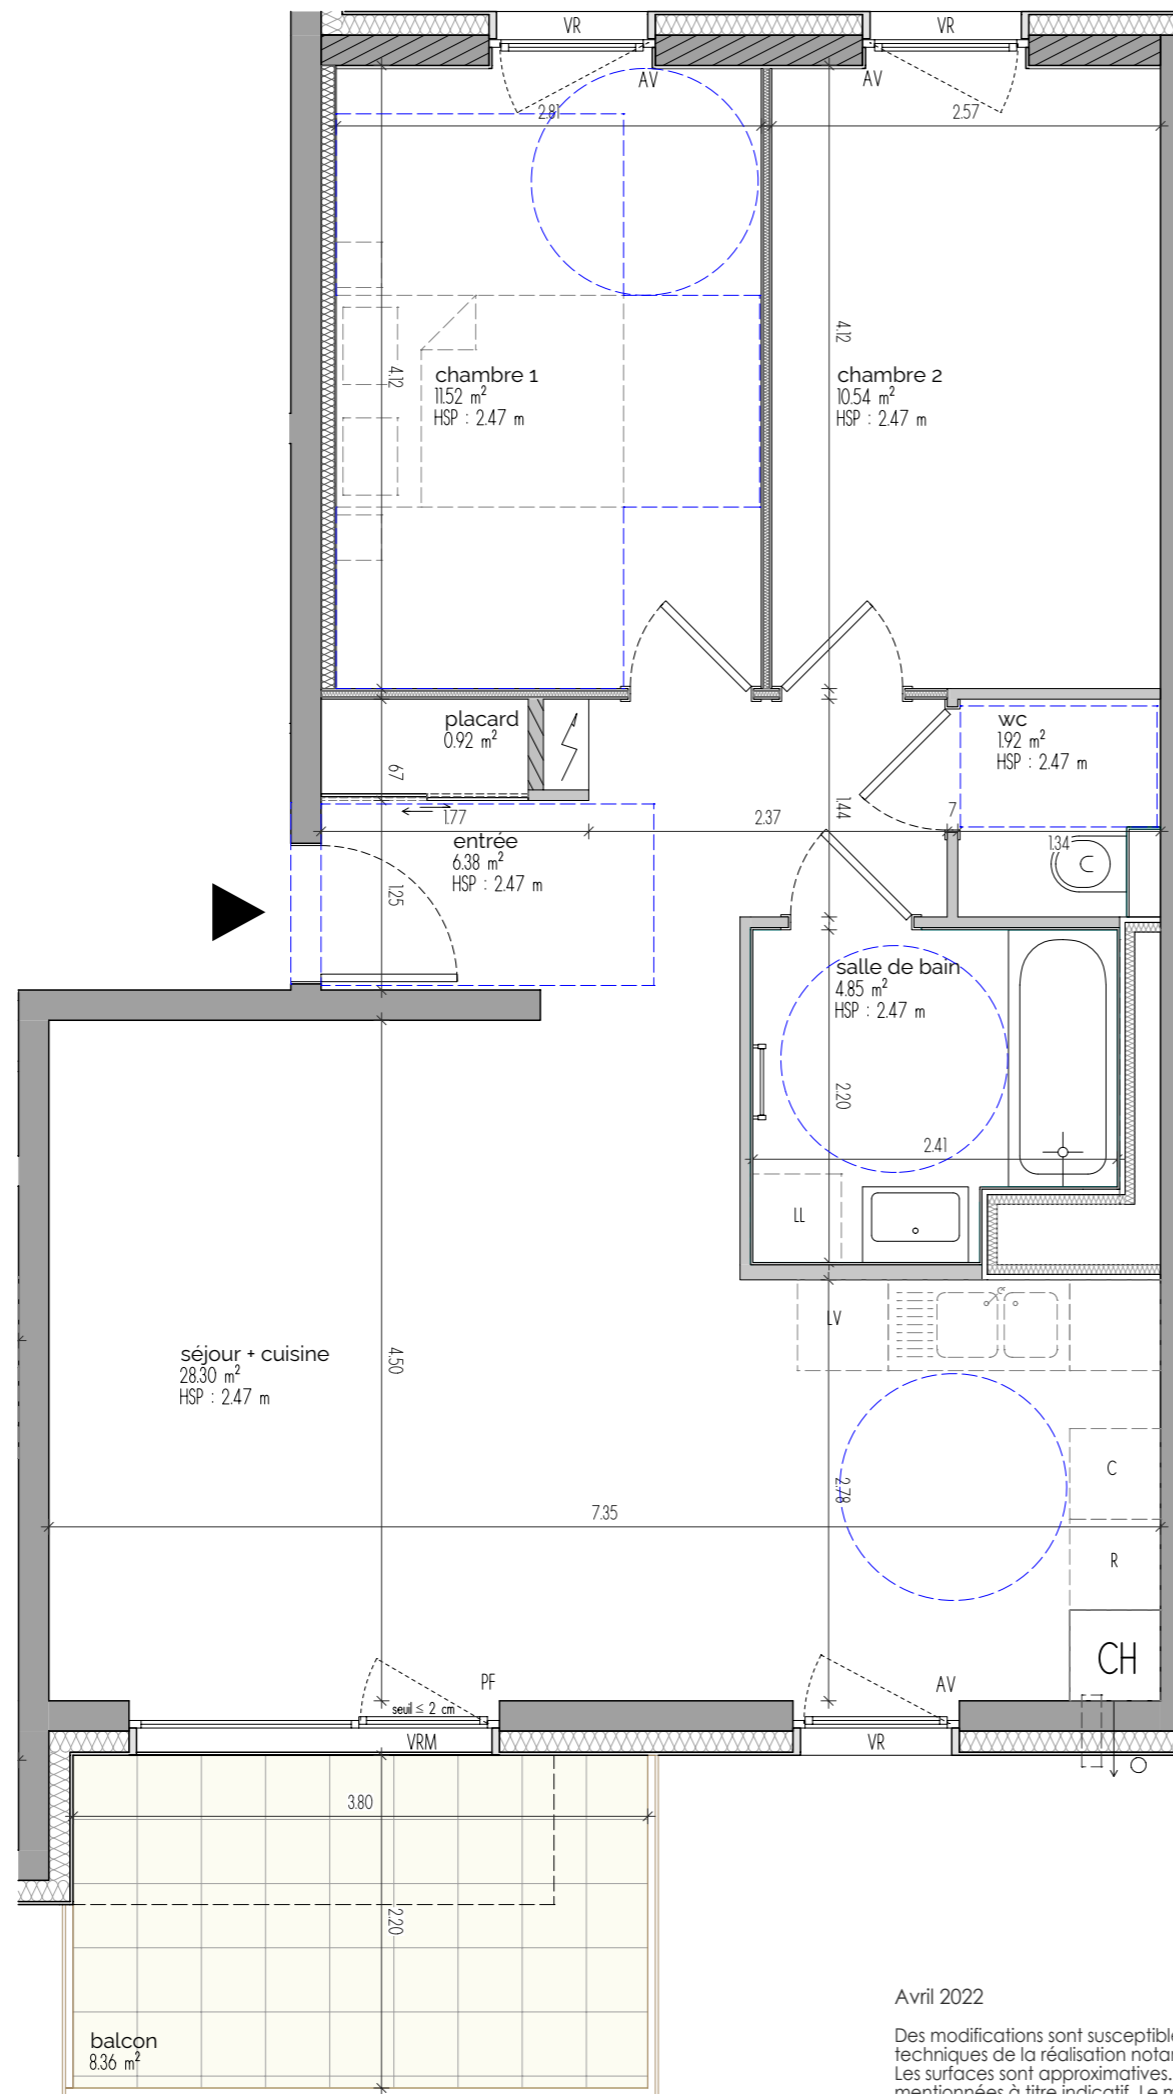 VR
VR
AV
AV
2.81
2.57
4.12
4.12
chambre 1
11.52 m²
HSP : 2.47 m
chambre 2
10.54 m²
HSP : 2.47 m
placard
0.92 m²
67
wc
1.92 m²
HSP : 2.47 m
1.77
2.37
1.44
7
1.34
entrée
6.38 m²
HSP : 2.47 m
1.25
salle de bain
4.85 m²
HSP : 2.47 m
2.20
2.41
LL
LV
séjour + cuisine
28.30 m²
HSP : 2.47 m
4.50
2.78
C
7.35
R
CH
PF
AV
seuil ≤ 2 cm
VRM
VR
3.80
2.20
balcon
8.36 m²
Avril 2022
Des modifications sont susceptible
techniques de la réalisation notar
Les surfaces sont approximatives.
mentionnées à titre indicatif. Le s